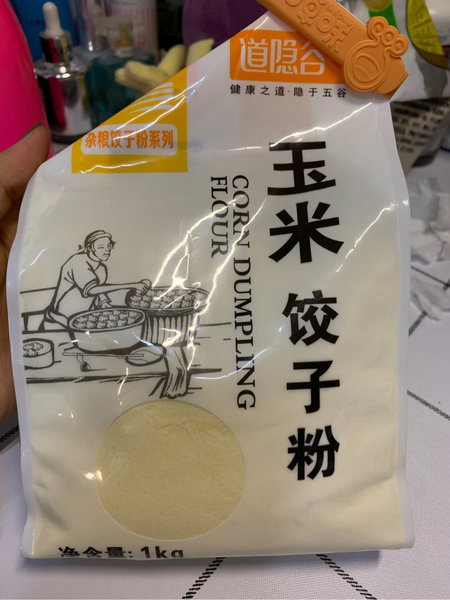 道隐谷
健康之道·隐于五谷
杂粮饺子粉系列
玉米 饺子粉
CORN DUMPLING
FLOUR
净含量: 1kg